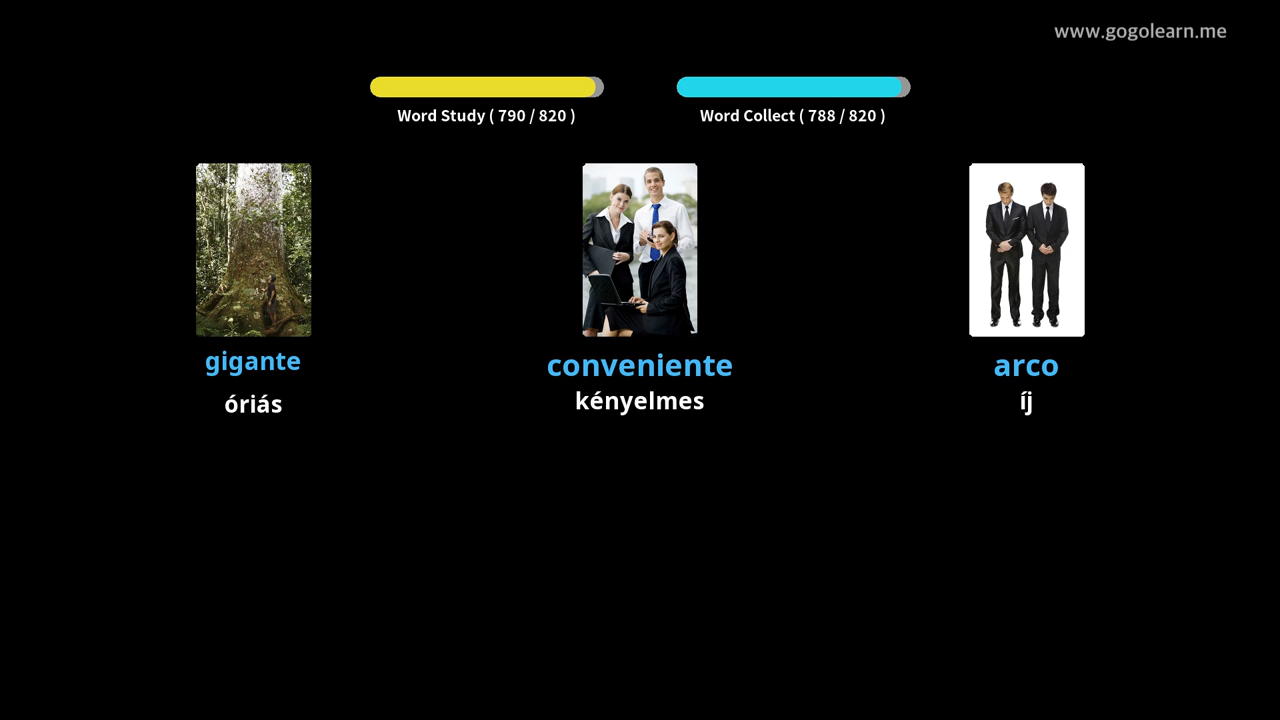 www.gogolearn.me
Word Study ( 790 / 820 )
Word Collect ( 788 / 820 )
gigante
óriás
conveniente
kényelmes
arco
íj